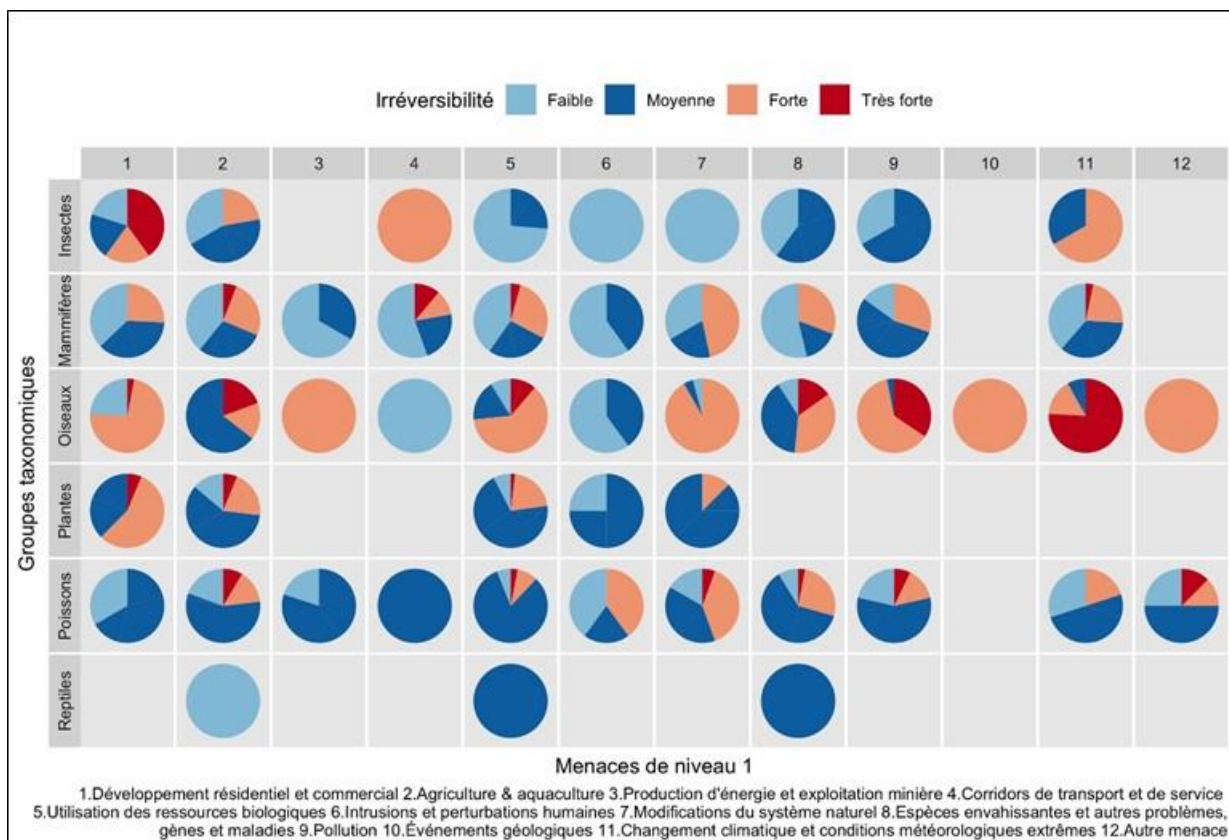 Irréversibilité Faible Moyenne Forte Très forte
1 2 3 4 5 6 7 8 9 10 11 12
Groupes taxonomiques
Insectes
Mammifères
Oiseaux
Plantes
Poissons
Reptiles
Menaces de niveau 1
1.Développement résidentiel et commercial 2.Agriculture & aquaculture 3.Production d'énergie et exploitation minière 4.Corridors de transport et de service
5.Utilisation des ressources biologiques 6.Intrusions et perturbations humaines 7.Modifications du système naturel 8.Espèces envahissantes et autres problèmes,
gènes et maladies 9.Pollution 10.Événements géologiques 11.Changement climatique et conditions météorologiques extrêmes 12.Autre menac